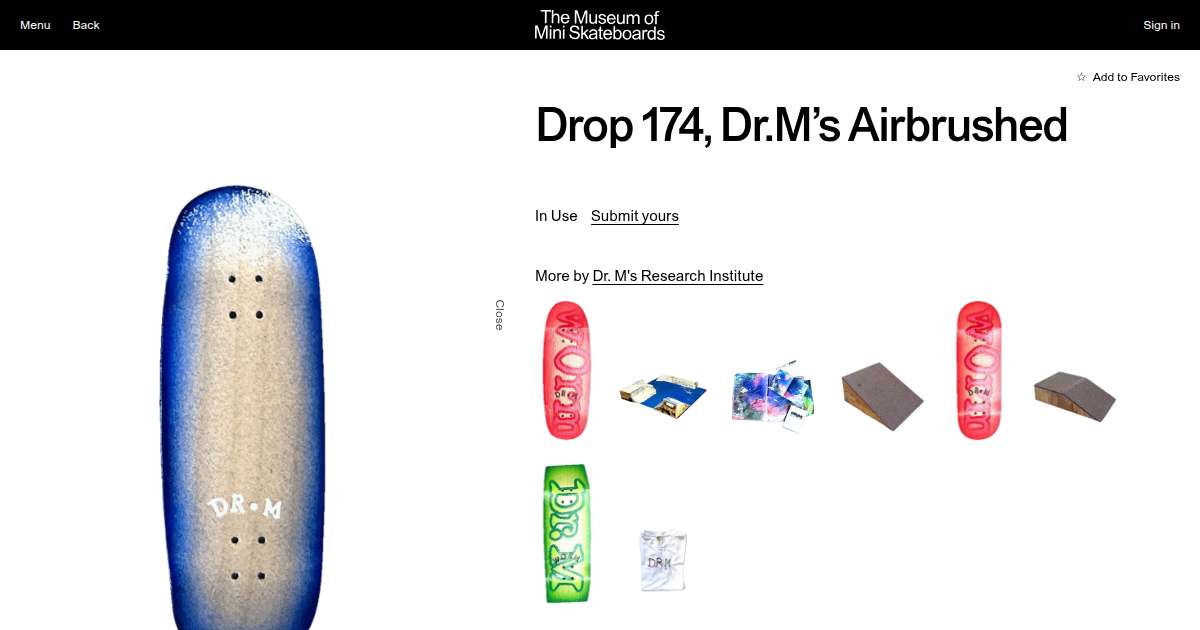 Menu
Back
The Museum of
Mini Skateboards
Sign in
☆ Add to Favorites
Drop 174, Dr.M’s Airbrushed
In Use Submit yours
More by Dr. M's Research Institute
Close
DR•M
DRM